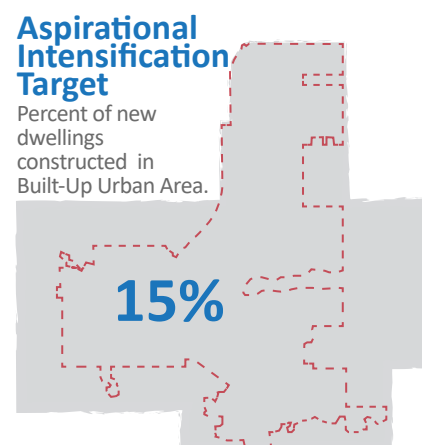 Aspirational
Intensification
Target
Percent of new
dwellings
constructed in
Built-Up Urban Area.
15%